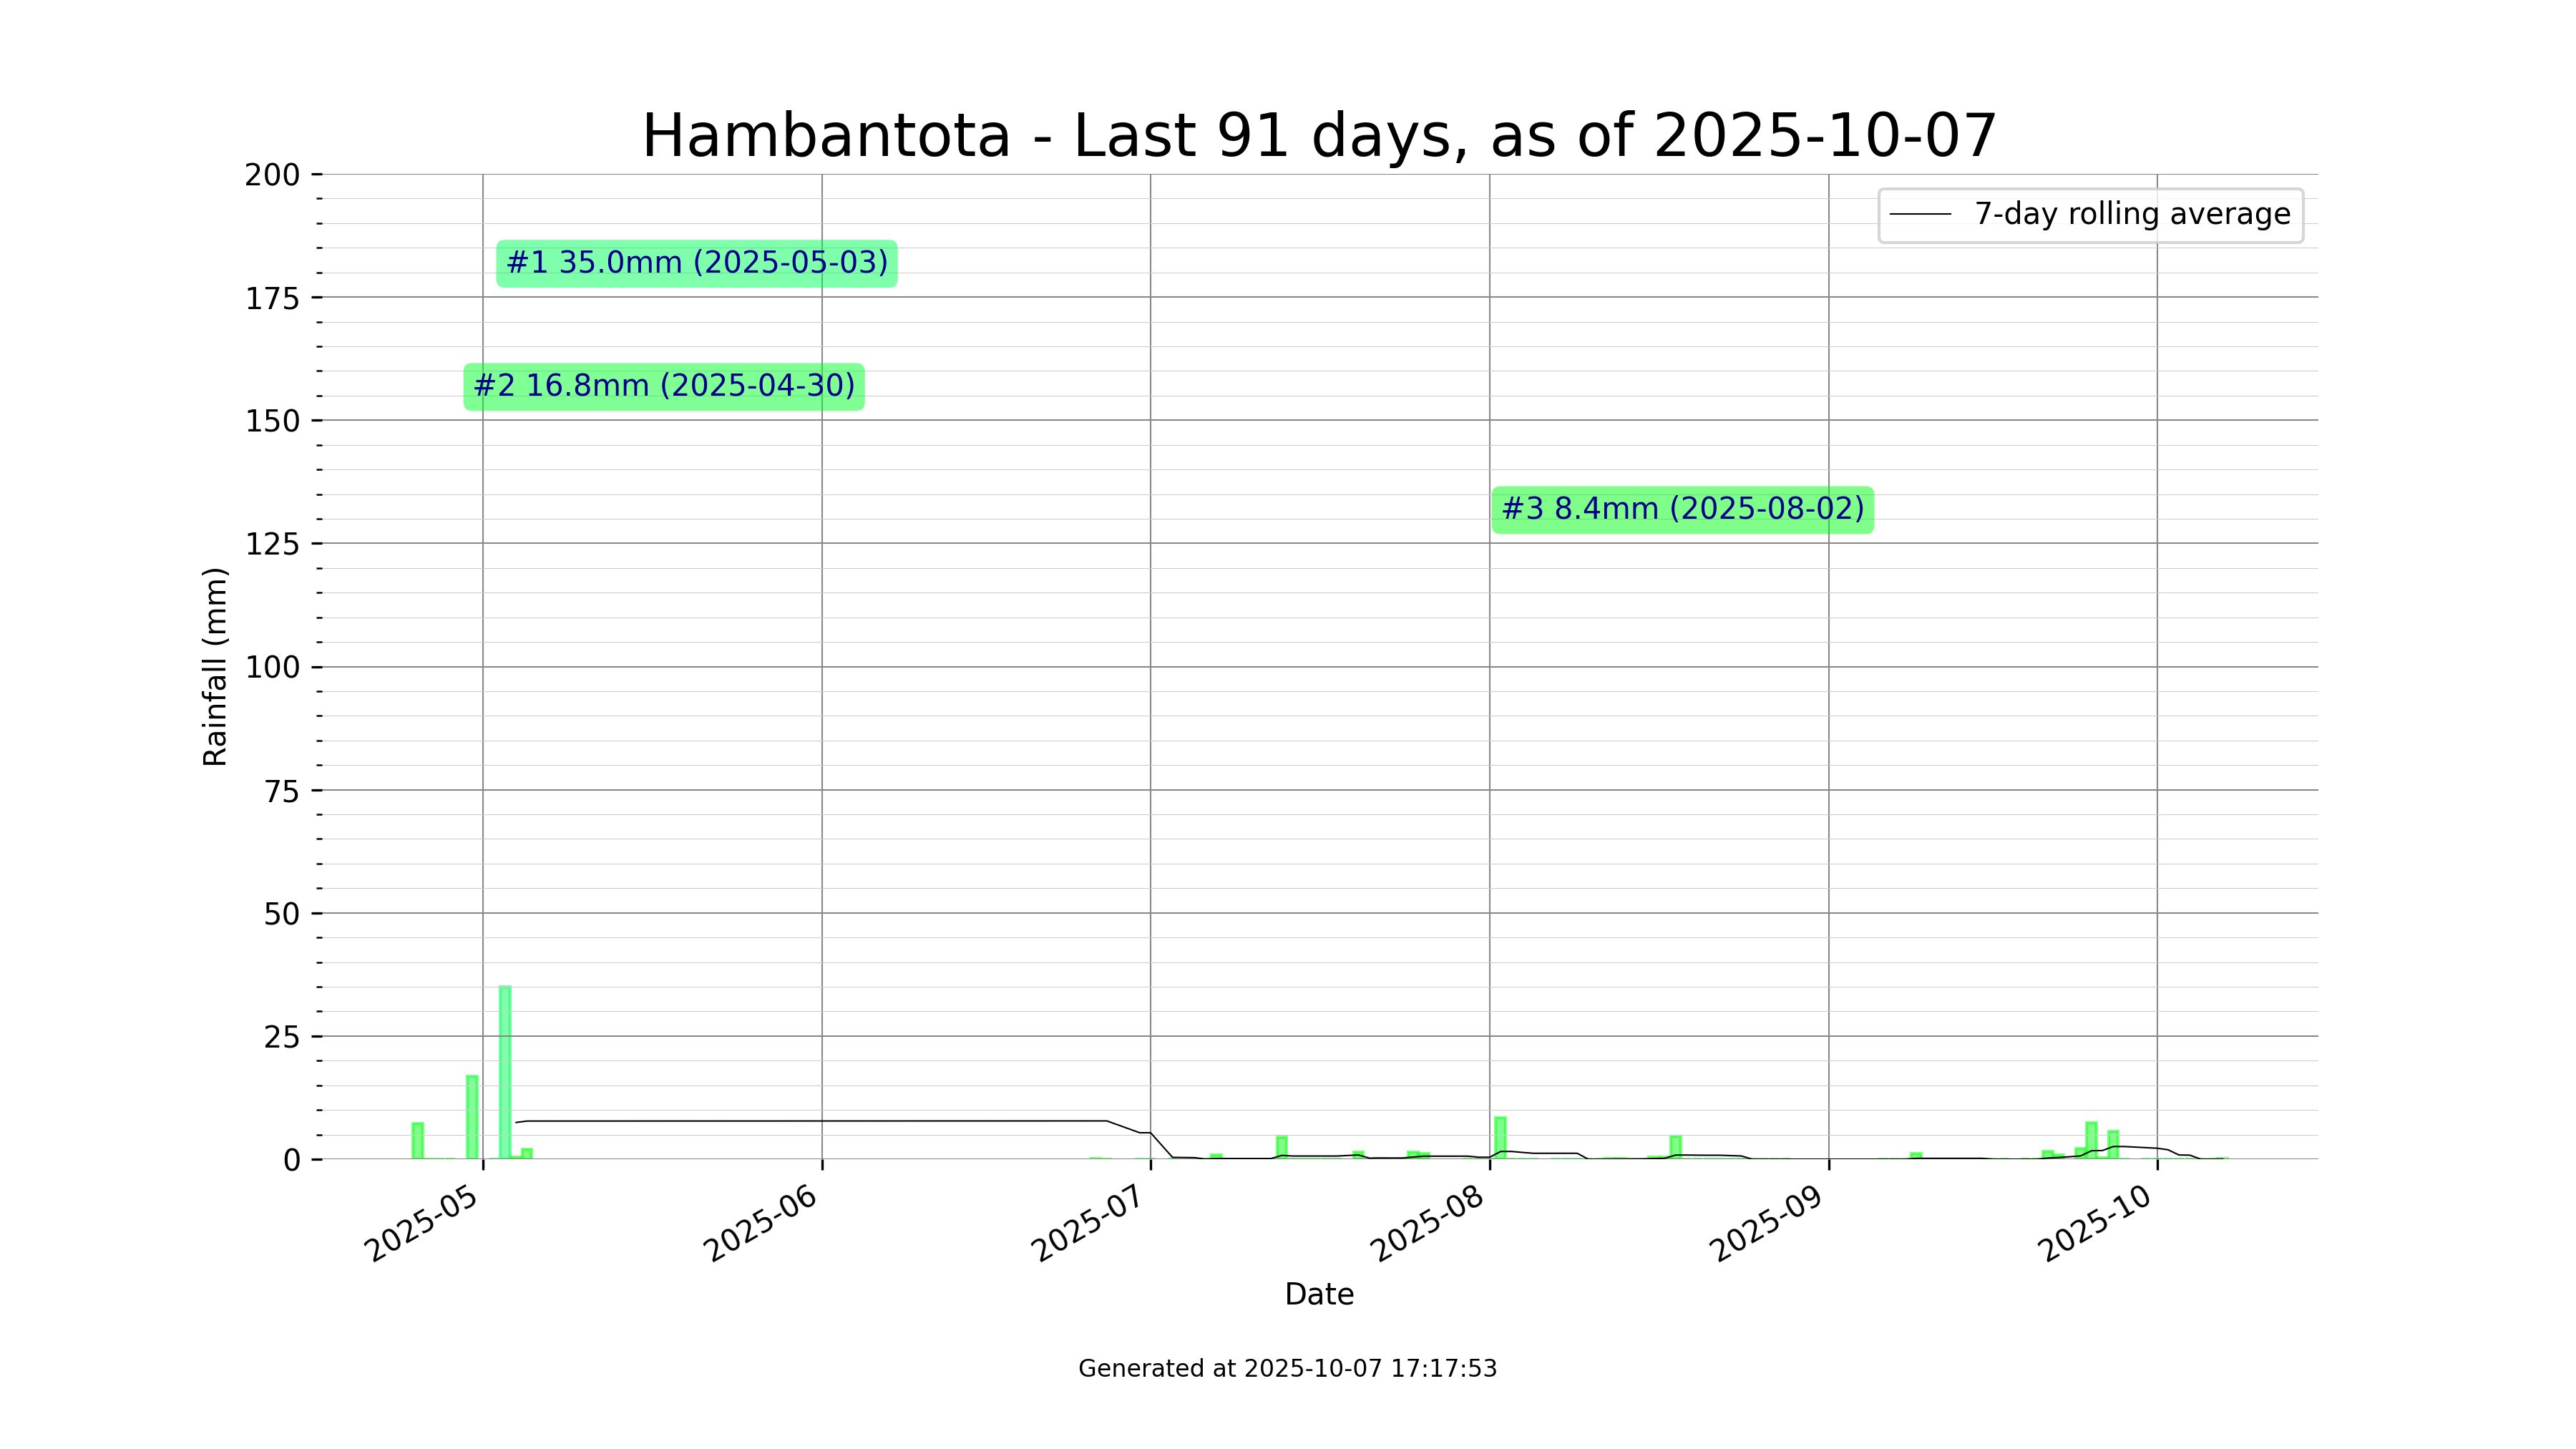 Hambantota - Last 91 days, as of 2025-10-07
200
175
150
125
100
75
50
25
0
Rainfall (mm)
7-day rolling average
#1 35.0mm (2025-05-03)
#2 16.8mm (2025-04-30)
#3 8.4mm (2025-08-02)
2025-05
2025-06
2025-07
2025-08
2025-09
2025-10
Date
Generated at 2025-10-07 17:17:53